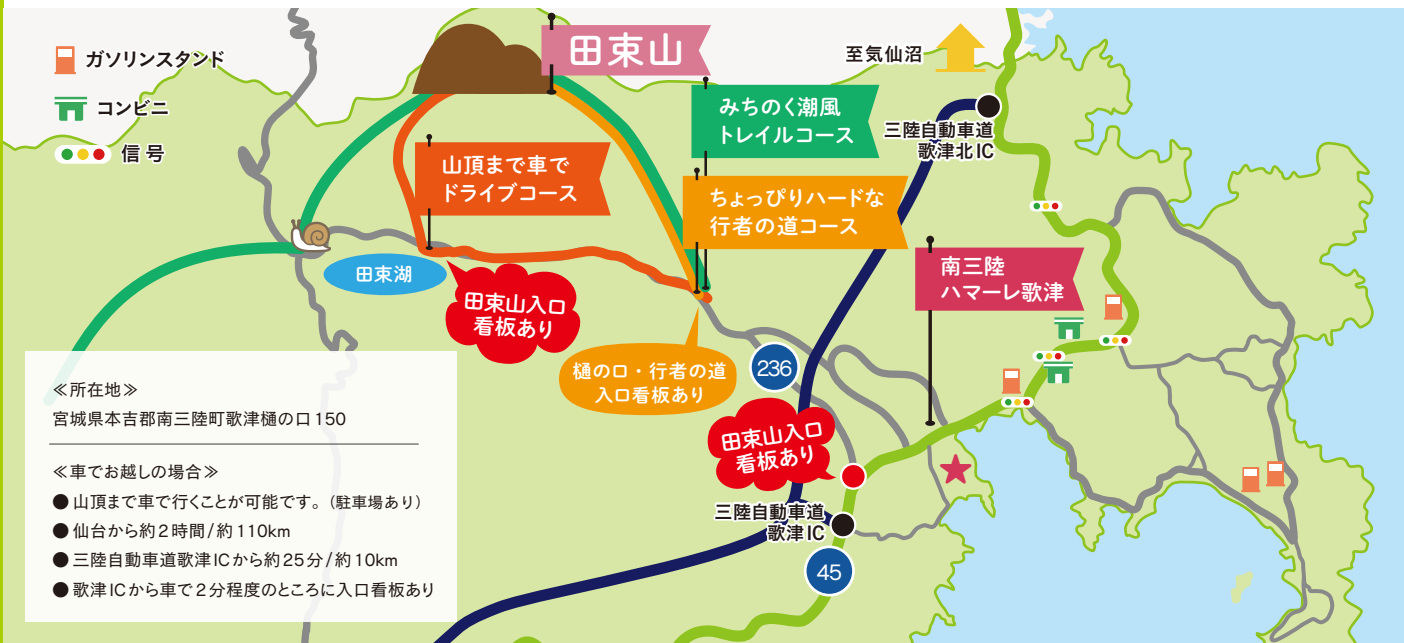 ガソリンスタンド
コンビニ
信号
田束山
至気仙沼
みちのく潮風
トレイルコース
三陸自動車道
歌津北IC
山頂まで車で
ドライブコース
ちょっぴりハードな
行者の道コース
南三陸
ハマーレ歌津
田束湖
田束山入口
看板あり
樋の口・行者の道
入口看板あり
236
田束山入口
看板あり
三陸自動車道
歌津IC
45
≪所在地≫
宮城県本吉郡南三陸町歌津樋の口150
≪車でお越しの場合≫
●山頂まで車で行くことが可能です。(駐車場あり)
●仙台から約2時間/約110km
●三陸自動車道歌津ICから約25分/約10km
●歌津ICから車で2分程度のところに入口看板あり